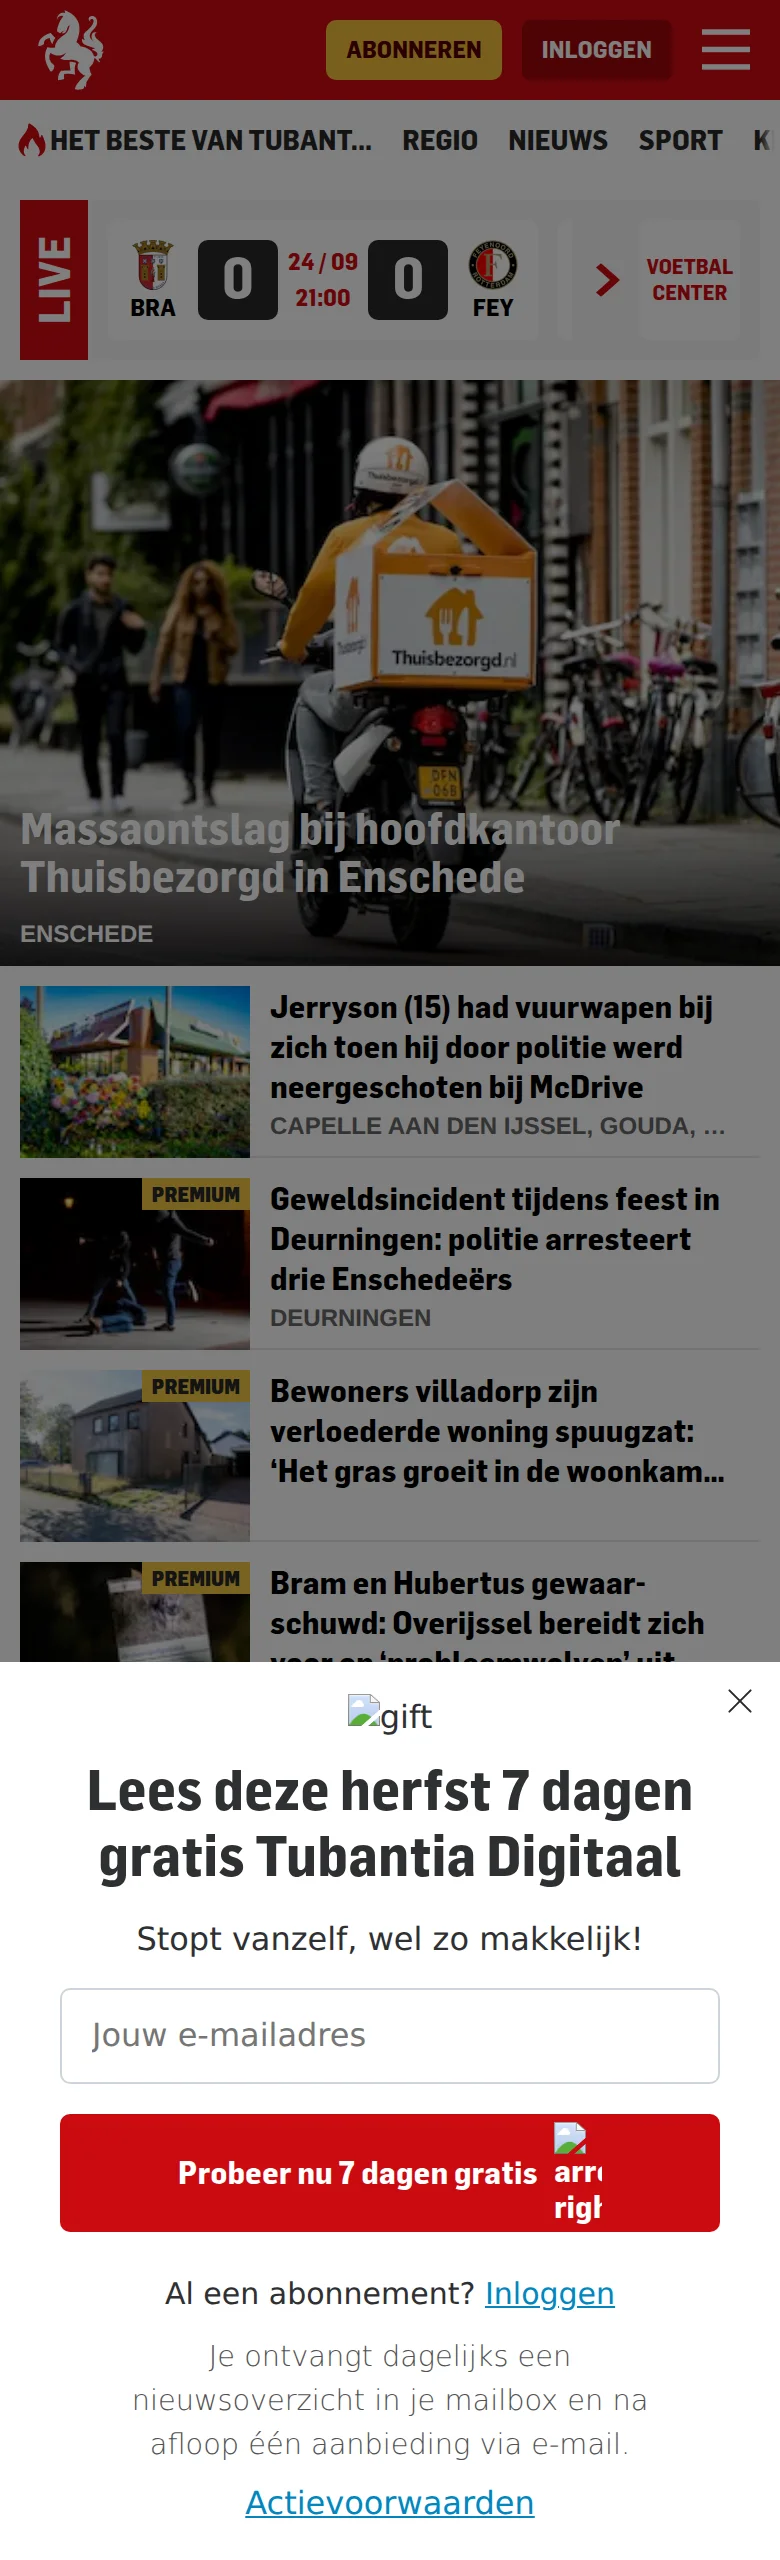 ABONNEREN
INLOGGEN
HET BESTE VAN TUBANT...
REGIO
NIEUWS
SPORT
LIVE
BRA
0
24 / 09
21:00
0
FEY
VOETBAL
CENTER
Thuisbezorgd.nl
Massaontslag bij hoofdkantoor
Thuisbezorgd in Enschede
ENSCHEDE
Jerryson (15) had vuurwapen bij
zich toen hij door politie werd
neergeschoten bij McDrive
CAPELLE AAN DEN IJSSEL, GOUDA, ...
PREMIUM
Geweldsincident tijdens feest in
Deurningen: politie arresteert
drie Enschedeërs
DEURNINGEN
PREMIUM
Bewoners villadorp zijn
verloederde woning spuugzat:
‘Het gras groeit in de woonkam...
PREMIUM
Bram en Hubertus gewaar-
schuwd: Overijssel bereidt zich
voor op ‘probleemwolven’ uit
gift
Lees deze herfst 7 dagen
gratis Tubantia Digitaal
Stopt vanzelf, wel zo makkelijk!
Jouw e-mailadres
Probeer nu 7 dagen gratis
Al een abonnement? Inloggen
Je ontvangt dagelijks een
nieuwsoverzicht in je mailbox en na
afloop één aanbieding via e-mail.
Actievoorwaarden